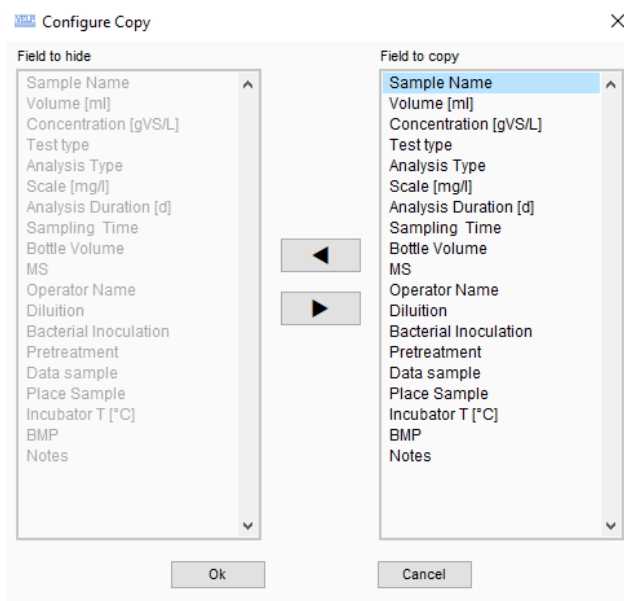 VELP Configure Copy
Field to hide
Sample Name
Volume [ml]
Concentration [gVS/L]
Test type
Analysis Type
Scale [mg/l]
Analysis Duration [d]
Sampling  Time
Bottle Volume
MS
Operator Name
Diluition
Bacterial Inoculation
Pretreatment
Data sample
Place Sample
Incubator T [°C]
BMP
Notes
Field to copy
Sample Name
Volume [ml]
Concentration [gVS/L]
Test type
Analysis Type
Scale [mg/l]
Analysis Duration [d]
Sampling  Time
Bottle Volume
MS
Operator Name
Diluition
Bacterial Inoculation
Pretreatment
Data sample
Place Sample
Incubator T [°C]
BMP
Notes
Ok
Cancel